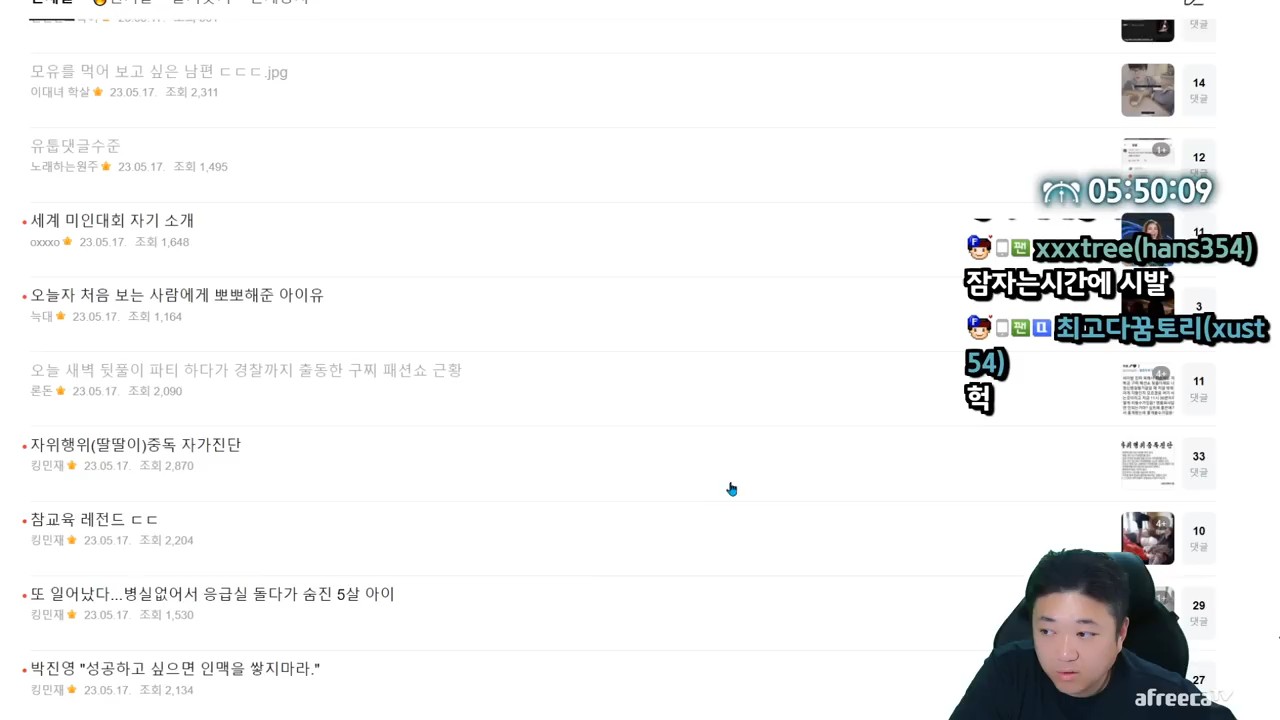 모유를 먹어 보고 싶은 남편 ㄷㄷㄷ.jpg
이대녀 학살 23.05.17. 조회 2,311
14
댓글
유툽댓글수준
노래하는원주 23.05.17. 조회 1,495
1+
12
댓글
05:50:09
세계 미인대회 자기 소개
oxxxo 23.05.17. 조회 1,648
11
xxxtree(hans354)
잠자는시간에 시발
오늘자 처음 보는 사람에게 뽀뽀해준 아이유
늑대 23.05.17. 조회 1,164
3
최고다꿈토리(xust
54)
헉
오늘 새벽 뒷풀이 파티 하다가 경찰까지 출동한 구찌 패션쇼 근황
론돈 23.05.17. 조회 2,090
4+
11
댓글
자위행위(딸딸이)중독 자가진단
킹민재 23.05.17. 조회 2,870
33
댓글
참교육 레전드 ㄷㄷ
킹민재 23.05.17. 조회 2,204
4+
10
댓글
또 일어났다...병실없어서 응급실 돌다가 숨진 5살 아이
킹민재 23.05.17. 조회 1,530
29
댓글
박진영 "성공하고 싶으면 인맥을 쌓지마라."
킹민재 23.05.17. 조회 2,134
27
afreecaTV